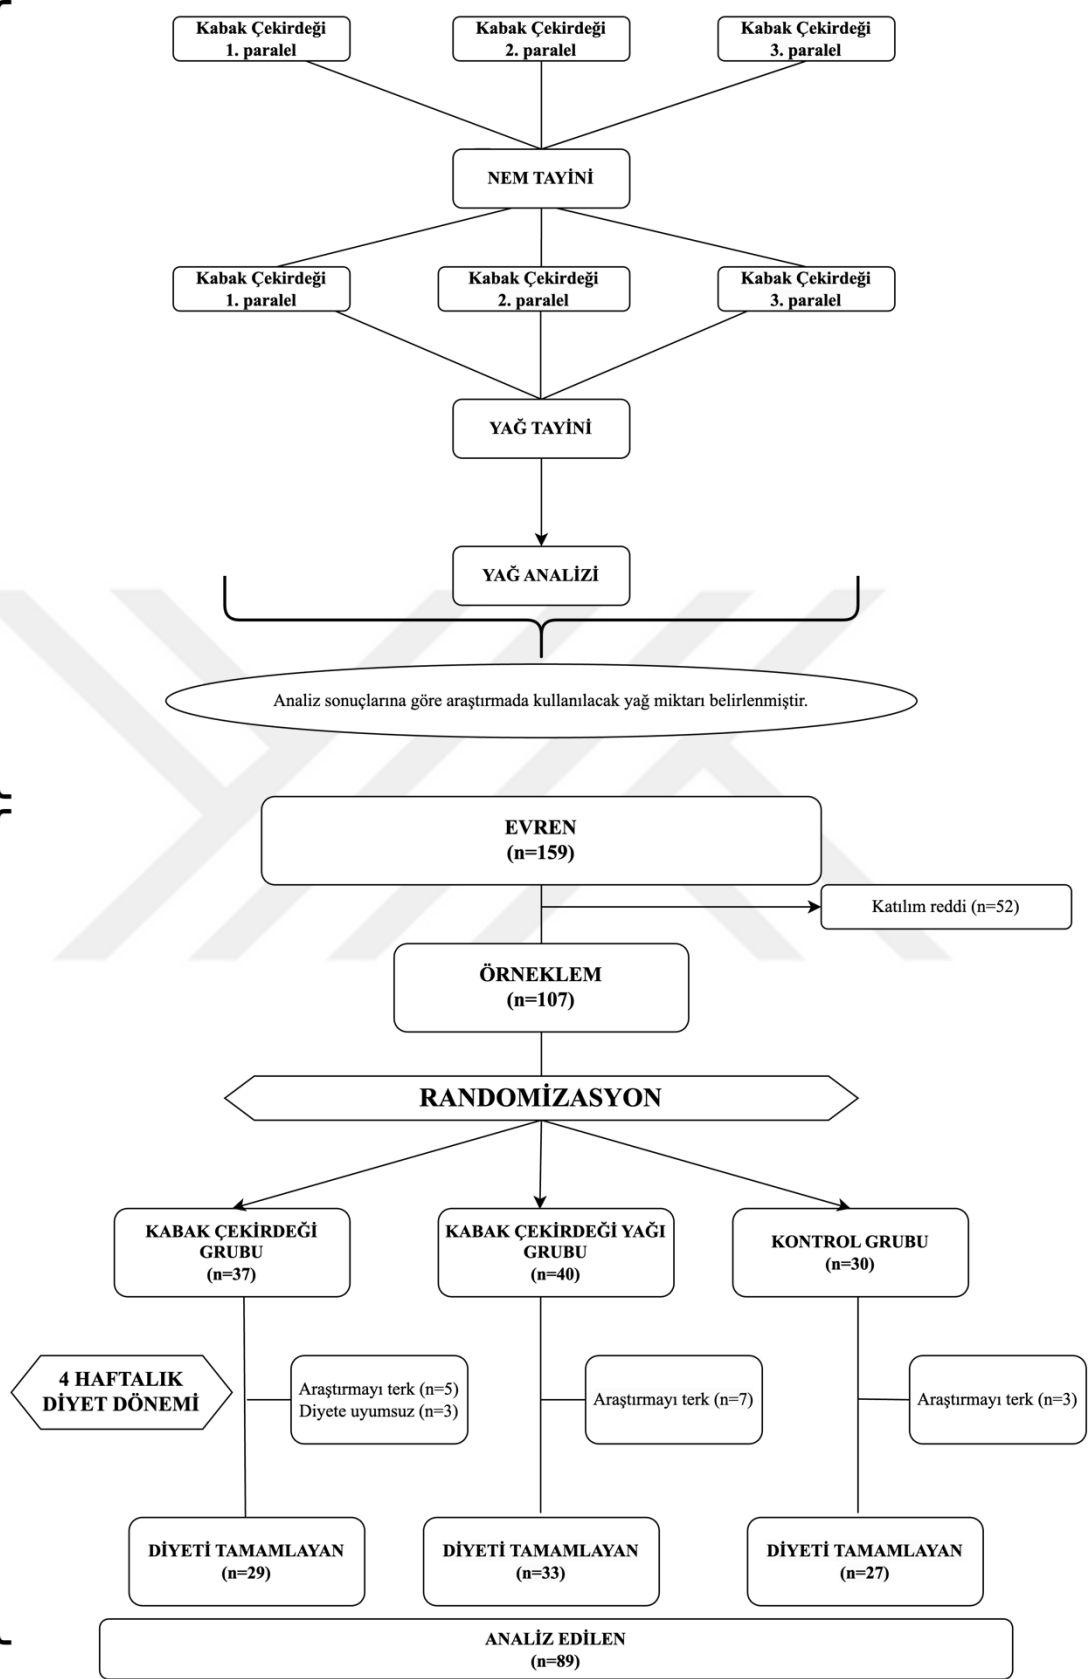 Kabak Çekirdeği
1. paralel
Kabak Çekirdeği
2. paralel
Kabak Çekirdeği
3. paralel
NEM TAYİNİ
Kabak Çekirdeği
1. paralel
Kabak Çekirdeği
2. paralel
Kabak Çekirdeği
3. paralel
YAĞ TAYİNİ
YAĞ ANALİZİ
Analiz sonuçlarına göre araştırmada kullanılacak yağ miktarı belirlenmiştir.
EVREN
(n=159)
Katılım reddi (n=52)
ÖRNEKLEM
(n=107)
RANDOMİZASYON
KABAK ÇEKİRDEĞİ
GRUBU
(n=37)
KABAK ÇEKİRDEĞİ YAĞI
GRUBU
(n=40)
KONTROL GRUBU
(n=30)
4 HAFTALIK
DİYET DÖNEMİ
Araştırmayı terk (n=5)
Diyete uyumsuz (n=3)
Araştırmayı terk (n=7)
Araştırmayı terk (n=3)
DİYETİ TAMAMLAYAN
(n=29)
DİYETİ TAMAMLAYAN
(n=33)
DİYETİ TAMAMLAYAN
(n=27)
ANALİZ EDİLEN
(n=89)